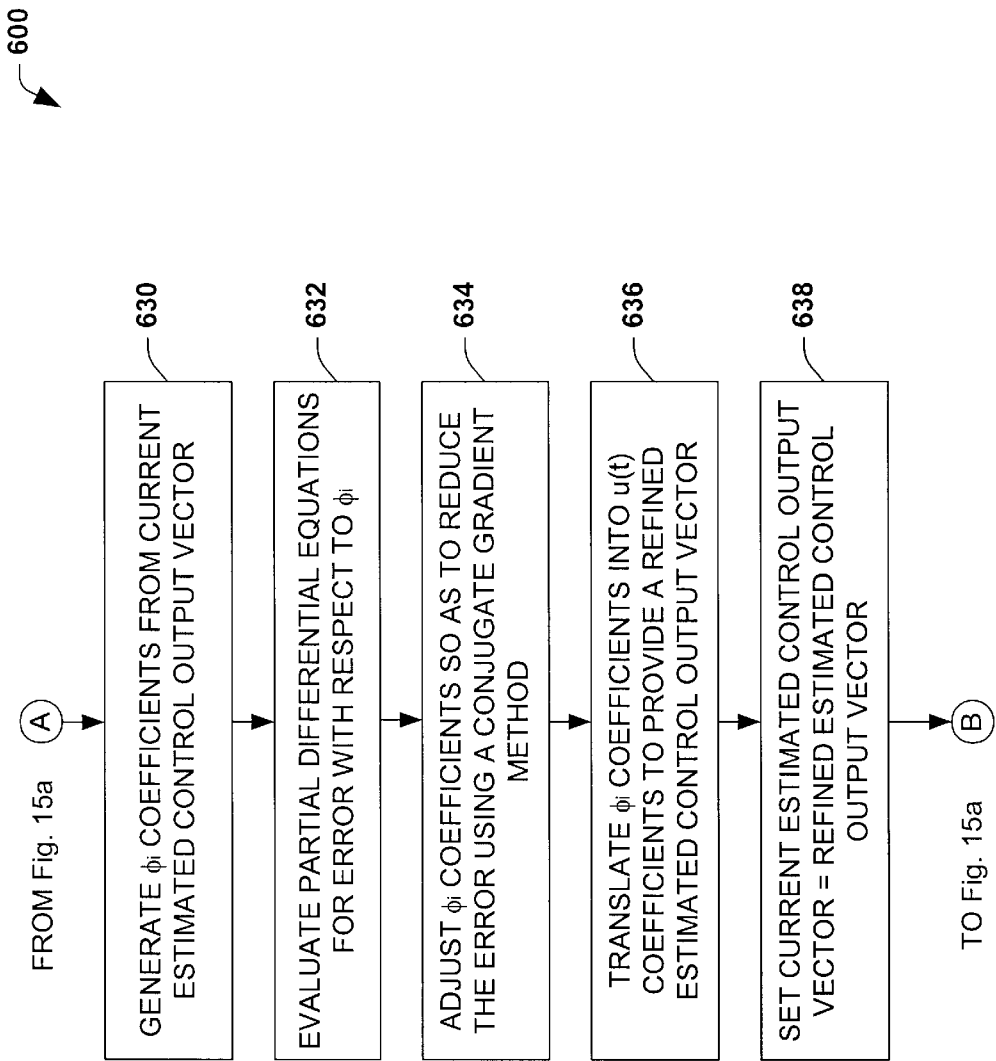 600
FROM Fig. 15a
A
GENERATE ϕi COEFFICIENTS FROM CURRENT
ESTIMATED CONTROL OUTPUT VECTOR
630
EVALUATE PARTIAL DIFFERENTIAL EQUATIONS
FOR ERROR WITH RESPECT TO ϕi
632
ADJUST ϕi COEFFICIENTS SO AS TO REDUCE
THE ERROR USING A CONJUGATE GRADIENT
METHOD
634
TRANSLATE ϕi COEFFICIENTS INTO u(t)
COEFFICIENTS TO PROVIDE A REFINED
ESTIMATED CONTROL OUTPUT VECTOR
636
SET CURRENT ESTIMATED CONTROL OUTPUT
VECTOR = REFINED ESTIMATED CONTROL
OUTPUT VECTOR
638
TO Fig. 15a
B